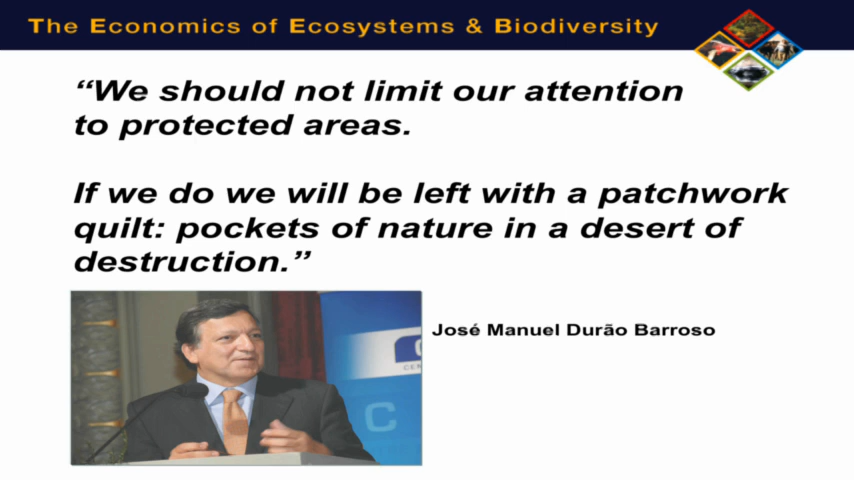 The Economics of Ecosystems & Biodiversity
“We should not limit our attention
to protected areas.
If we do we will be left with a patchwork
quilt: pockets of nature in a desert of
destruction.”
José Manuel Durão Barroso
C